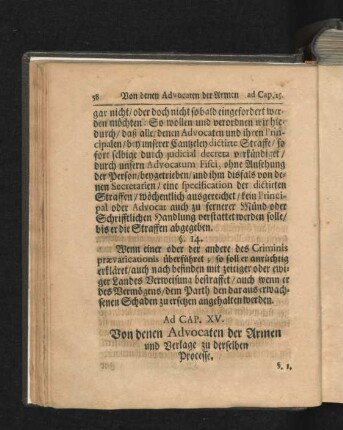 58 Von denen Advocaten der Armen ad Cap. 15.
gar nicht/ oder doch nicht so bald eingefordert wer-
den möchten: So wollen und verordnen wir hie-
durch/ daß alle/ denen Advocaten und ihren Prin-
cipalen/ bey unserer Cantzeley dictirte Straffe/ so
fort selbige durch judicial decreta verkündiget/
durch unsern Advocatum Fisci, ohne Ansehung
der Person/ beygetrieben/ und ihm disfals von de-
nen Secretarien/ eine specification der dictirten
Straffen/ wöchentlich ausgereichet/ kein Princi-
pal oder Advocat auch zu fernerer Münd oder
Schrifftlichen Handlung verstattet werden solle/
bis er die Straffen abgegeben.
§. 14.
Wenn einer oder der andere des Criminis
prævaricationis überführet, so soll er anrüchtig
erkläret/ auch nach befinden mit zeitiger oder ewi-
ger Landes Verweisung bestraffet/ auch wenn er
des Vermögens/ dem Parth den daraus erwach-
senen Schaden zu ersetzen angehalten werden.
Ad CAP. XV.
Von denen Advocaten der Armen
und Verlage zu derselben
Processe.
§. 1.